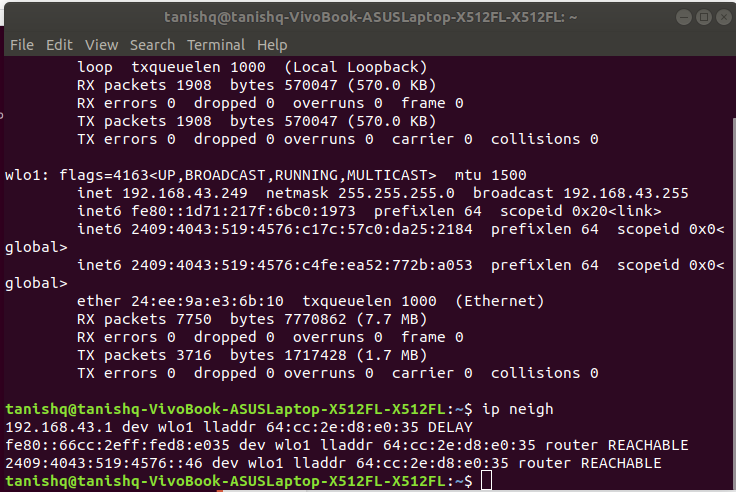 tanishq@tanishq-VivoBook-ASUSLaptop-X512FL-X512FL: ~
File Edit View Search Terminal Help
loop txqueuelen 1000 (Local Loopback)
RX packets 1908 bytes 570047 (570.0 KB)
RX errors 0 dropped 0 overruns 0 frame 0
TX packets 1908 bytes 570047 (570.0 KB)
TX errors 0 dropped 0 overruns 0 carrier 0 collisions 0
wlo1: flags=4163<UP,BROADCAST,RUNNING,MULTICAST> mtu 1500
inet 192.168.43.249 netmask 255.255.255.0 broadcast 192.168.43.255
inet6 fe80::1d71:217f:6bc0:1973 prefixlen 64 scopeid 0x20<link>
inet6 2409:4043:519:4576:c17c:57c0:da25:2184 prefixlen 64 scopeid 0x0<
global>
inet6 2409:4043:519:4576:c4fe:ea52:772b:a053 prefixlen 64 scopeid 0x0<
global>
ether 24:ee:9a:e3:6b:10 txqueuelen 1000 (Ethernet)
RX packets 7750 bytes 7770862 (7.7 MB)
RX errors 0 dropped 0 overruns 0 frame 0
TX packets 3716 bytes 1717428 (1.7 MB)
TX errors 0 dropped 0 overruns 0 carrier 0 collisions 0
tanishq@tanishq-VivoBook-ASUSLaptop-X512FL-X512FL:~$ ip neigh
192.168.43.1 dev wlo1 lladdr 64:cc:2e:d8:e0:35 DELAY
fe80::66cc:2eff:fed8:e035 dev wlo1 lladdr 64:cc:2e:d8:e0:35 router REACHABLE
2409:4043:519:4576::46 dev wlo1 lladdr 64:cc:2e:d8:e0:35 router REACHABLE
tanishq@tanishq-VivoBook-ASUSLaptop-X512FL-X512FL:~$